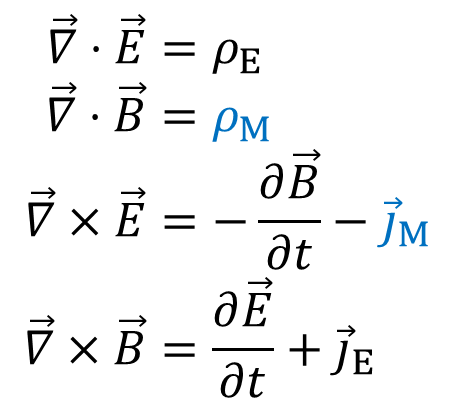 ∇⃗ · E⃗ = ρ_E
∇⃗ · B⃗ = ρ_M
∇⃗ × E⃗ = − ∂B⃗/∂t − j⃗_M
∇⃗ × B⃗ = ∂E⃗/∂t + j⃗_E